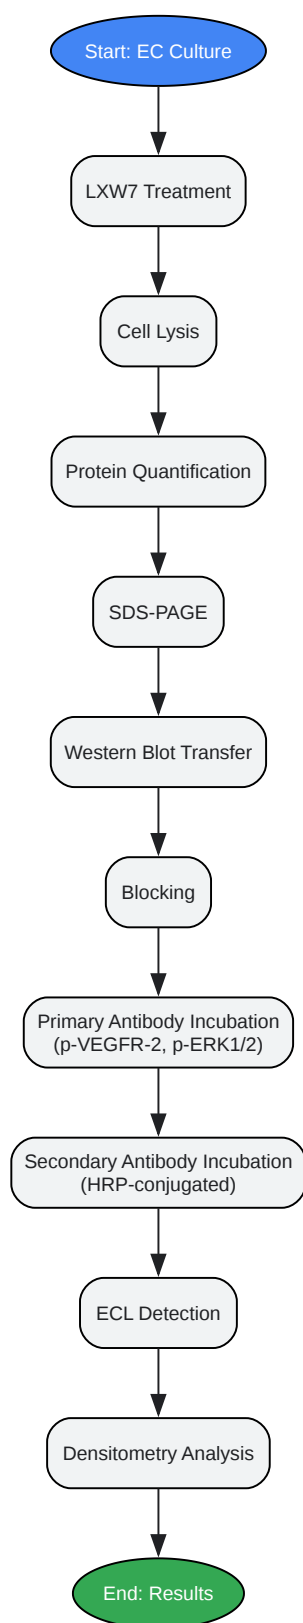 Start: EC Culture
LXW7 Treatment
Cell Lysis
Protein Quantification
SDS-PAGE
Western Blot Transfer
Blocking
Primary Antibody Incubation
(p-VEGFR-2, p-ERK1/2)
Secondary Antibody Incubation
(HRP-conjugated)
ECL Detection
Densitometry Analysis
End: Results